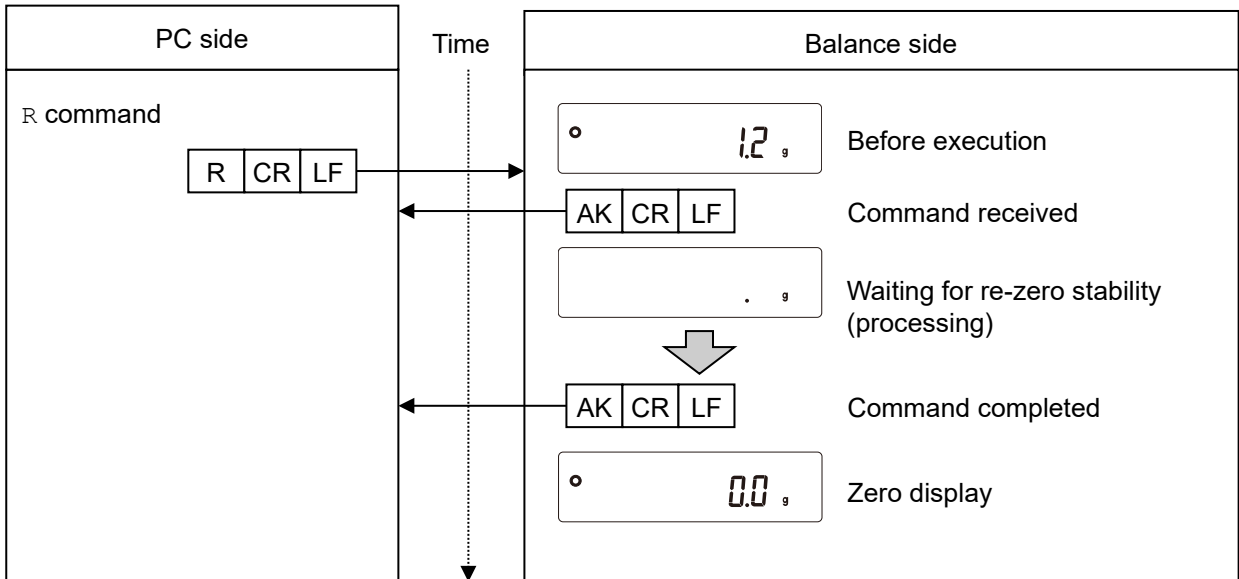 PC side
Time
Balance side
R command
R CR LF
1.2 g
Before execution
AK CR LF
Command received
. g
Waiting for re-zero stability
(processing)
AK CR LF
Command completed
0.0 g
Zero display